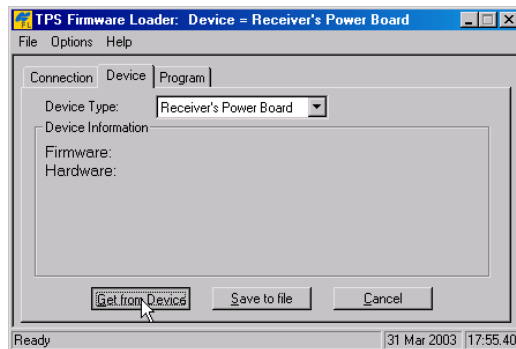 TPS Firmware Loader: Device = Receiver's Power Board
File Options Help
Connection Device Program
Device Type: Receiver's Power Board
Device Information
Firmware:
Hardware:
Get from Device Save to file Cancel
Ready 31 Mar 2003 17:55.40